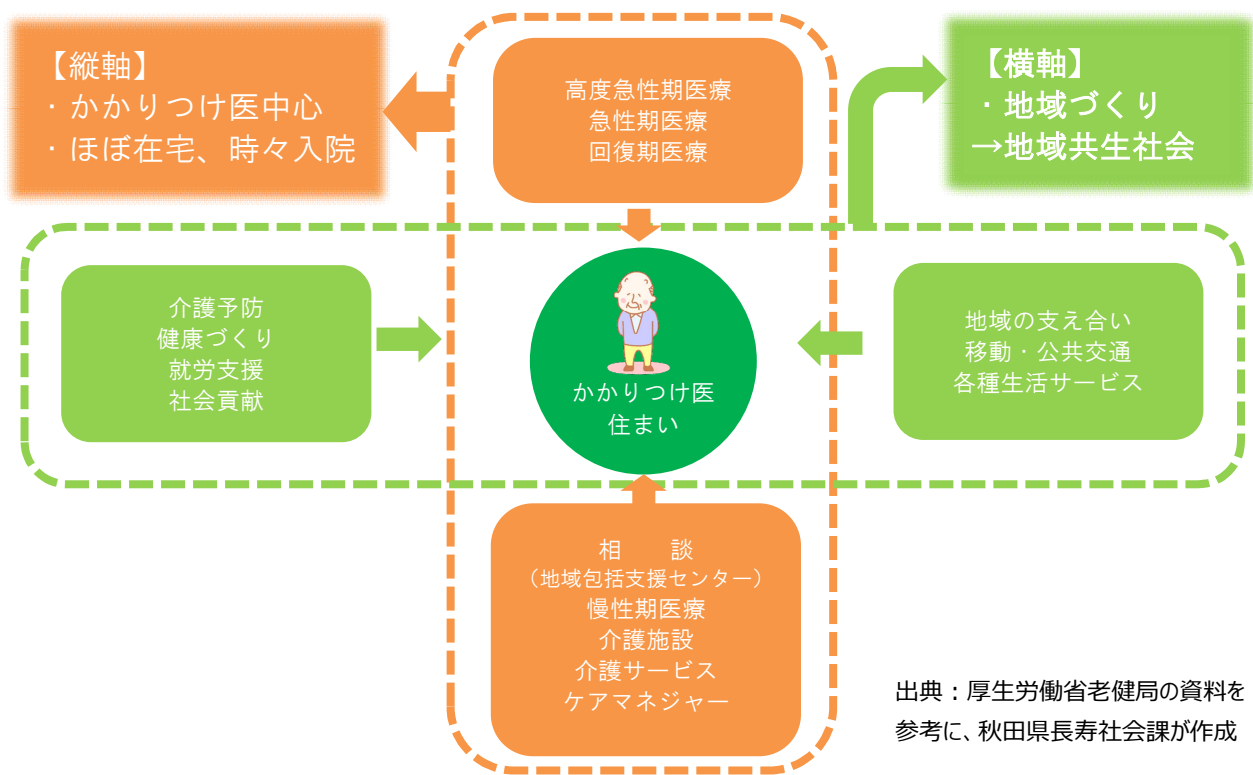 【縦軸】
・かかりつけ医中心
・ほぼ在宅、時々入院
高度急性期医療
急性期医療
回復期医療
【横軸】
・地域づくり
→地域共生社会
介護予防
健康づくり
就労支援
社会貢献
かかりつけ医
住まい
地域の支え合い
移動・公共交通
各種生活サービス
相　　談
（地域包括支援センター）
慢性期医療
介護施設
介護サービス
ケアマネジャー
出典：厚生労働省老健局の資料を
参考に、秋田県長寿社会課が作成